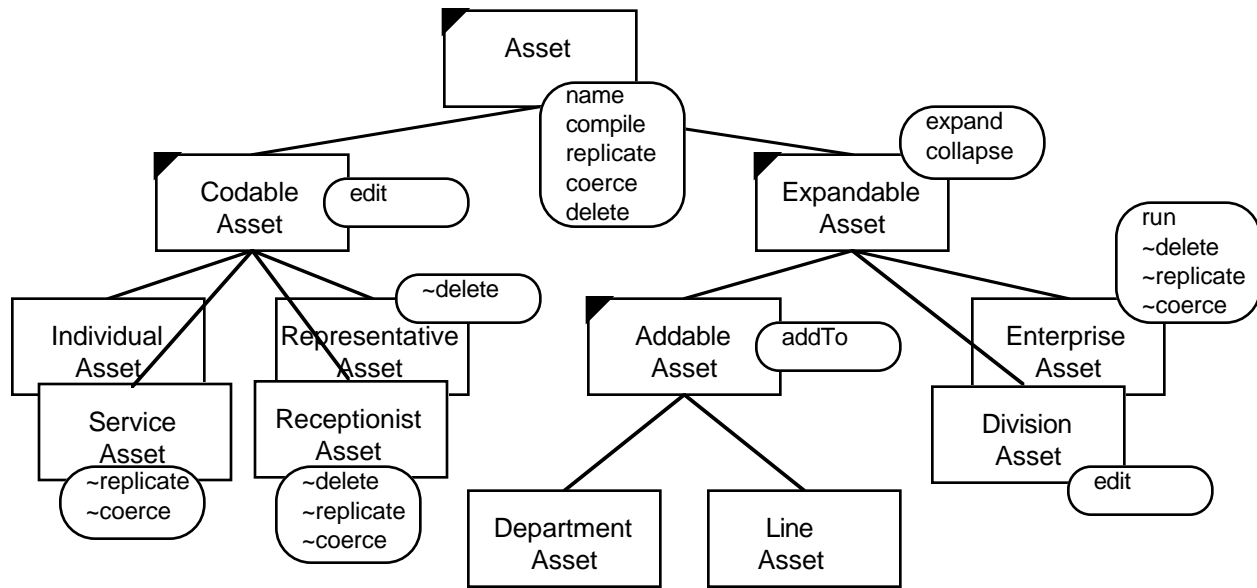 Asset
name
compile
replicate
coerce
delete
expand
collapse
Codable
Asset
edit
Expandable
Asset
run
~delete
~replicate
~coerce
Individual
Asset
Representative
Asset
~delete
Addable
Asset
addTo
Enterprise
Asset
Service
Asset
~replicate
~coerce
Receptionist
Asset
~delete
~replicate
~coerce
Division
Asset
edit
Department
Asset
Line
Asset